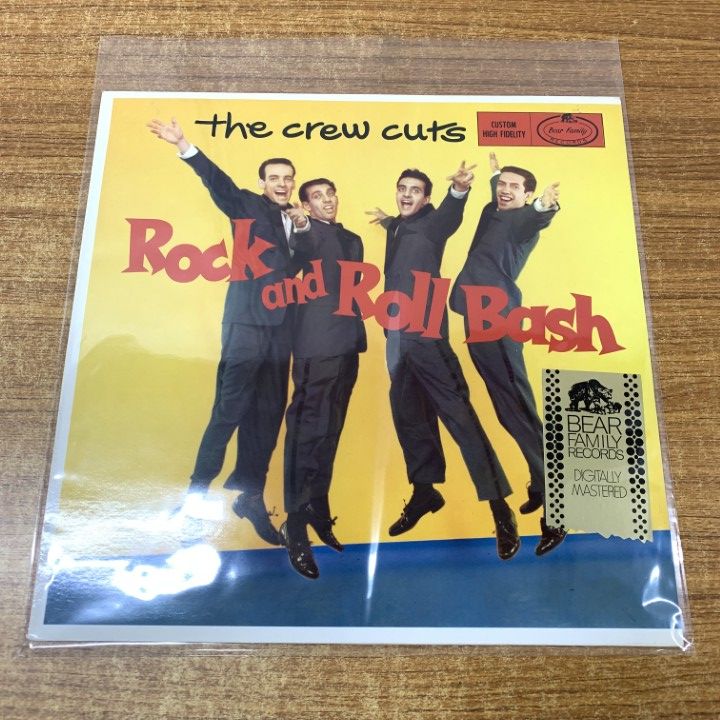 the crew cuts
CUSTOM
HIGH FIDELITY
Bear Family
Rock and Roll Bash
BEAR
FAMILY
RECORDS
DIGITALLY
MASTERED